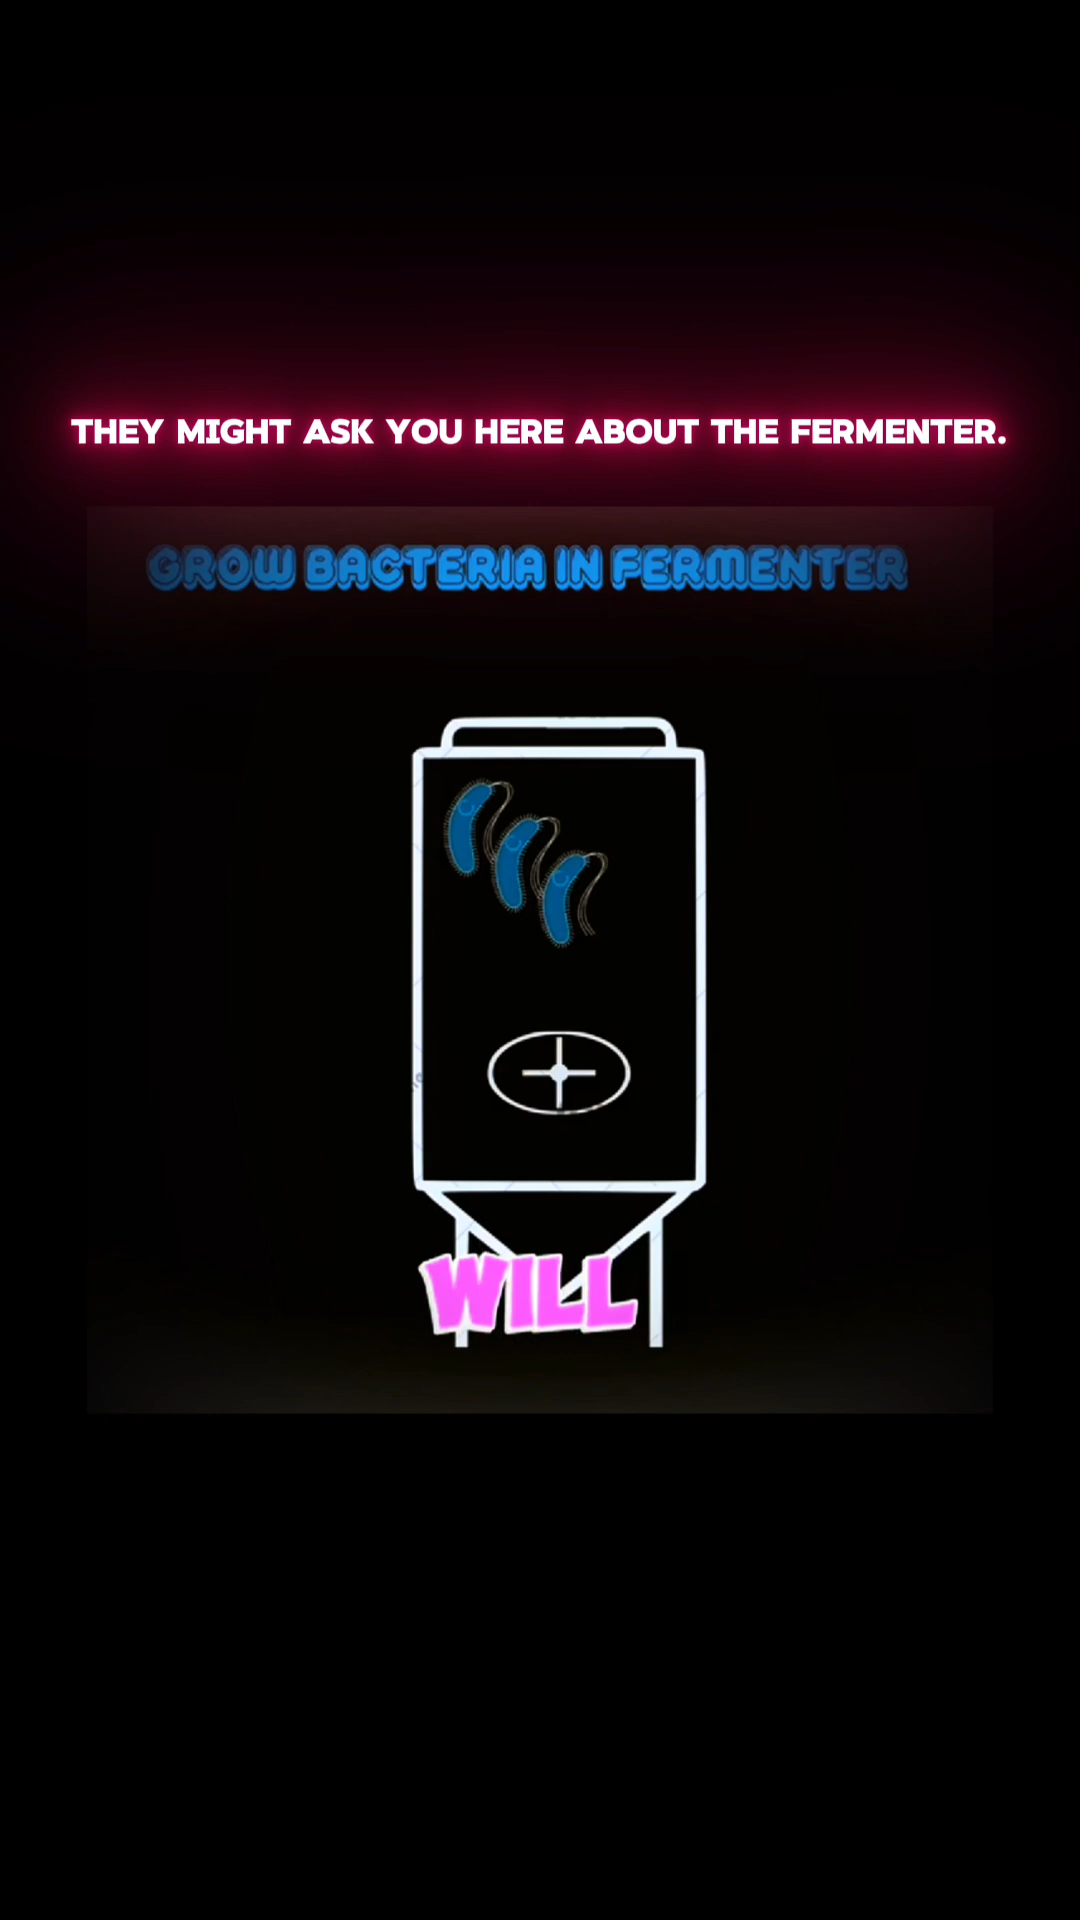 THEY MIGHT ASK YOU HERE ABOUT THE FERMENTER.
GROW BACTERIA IN FERMENTER
WILL